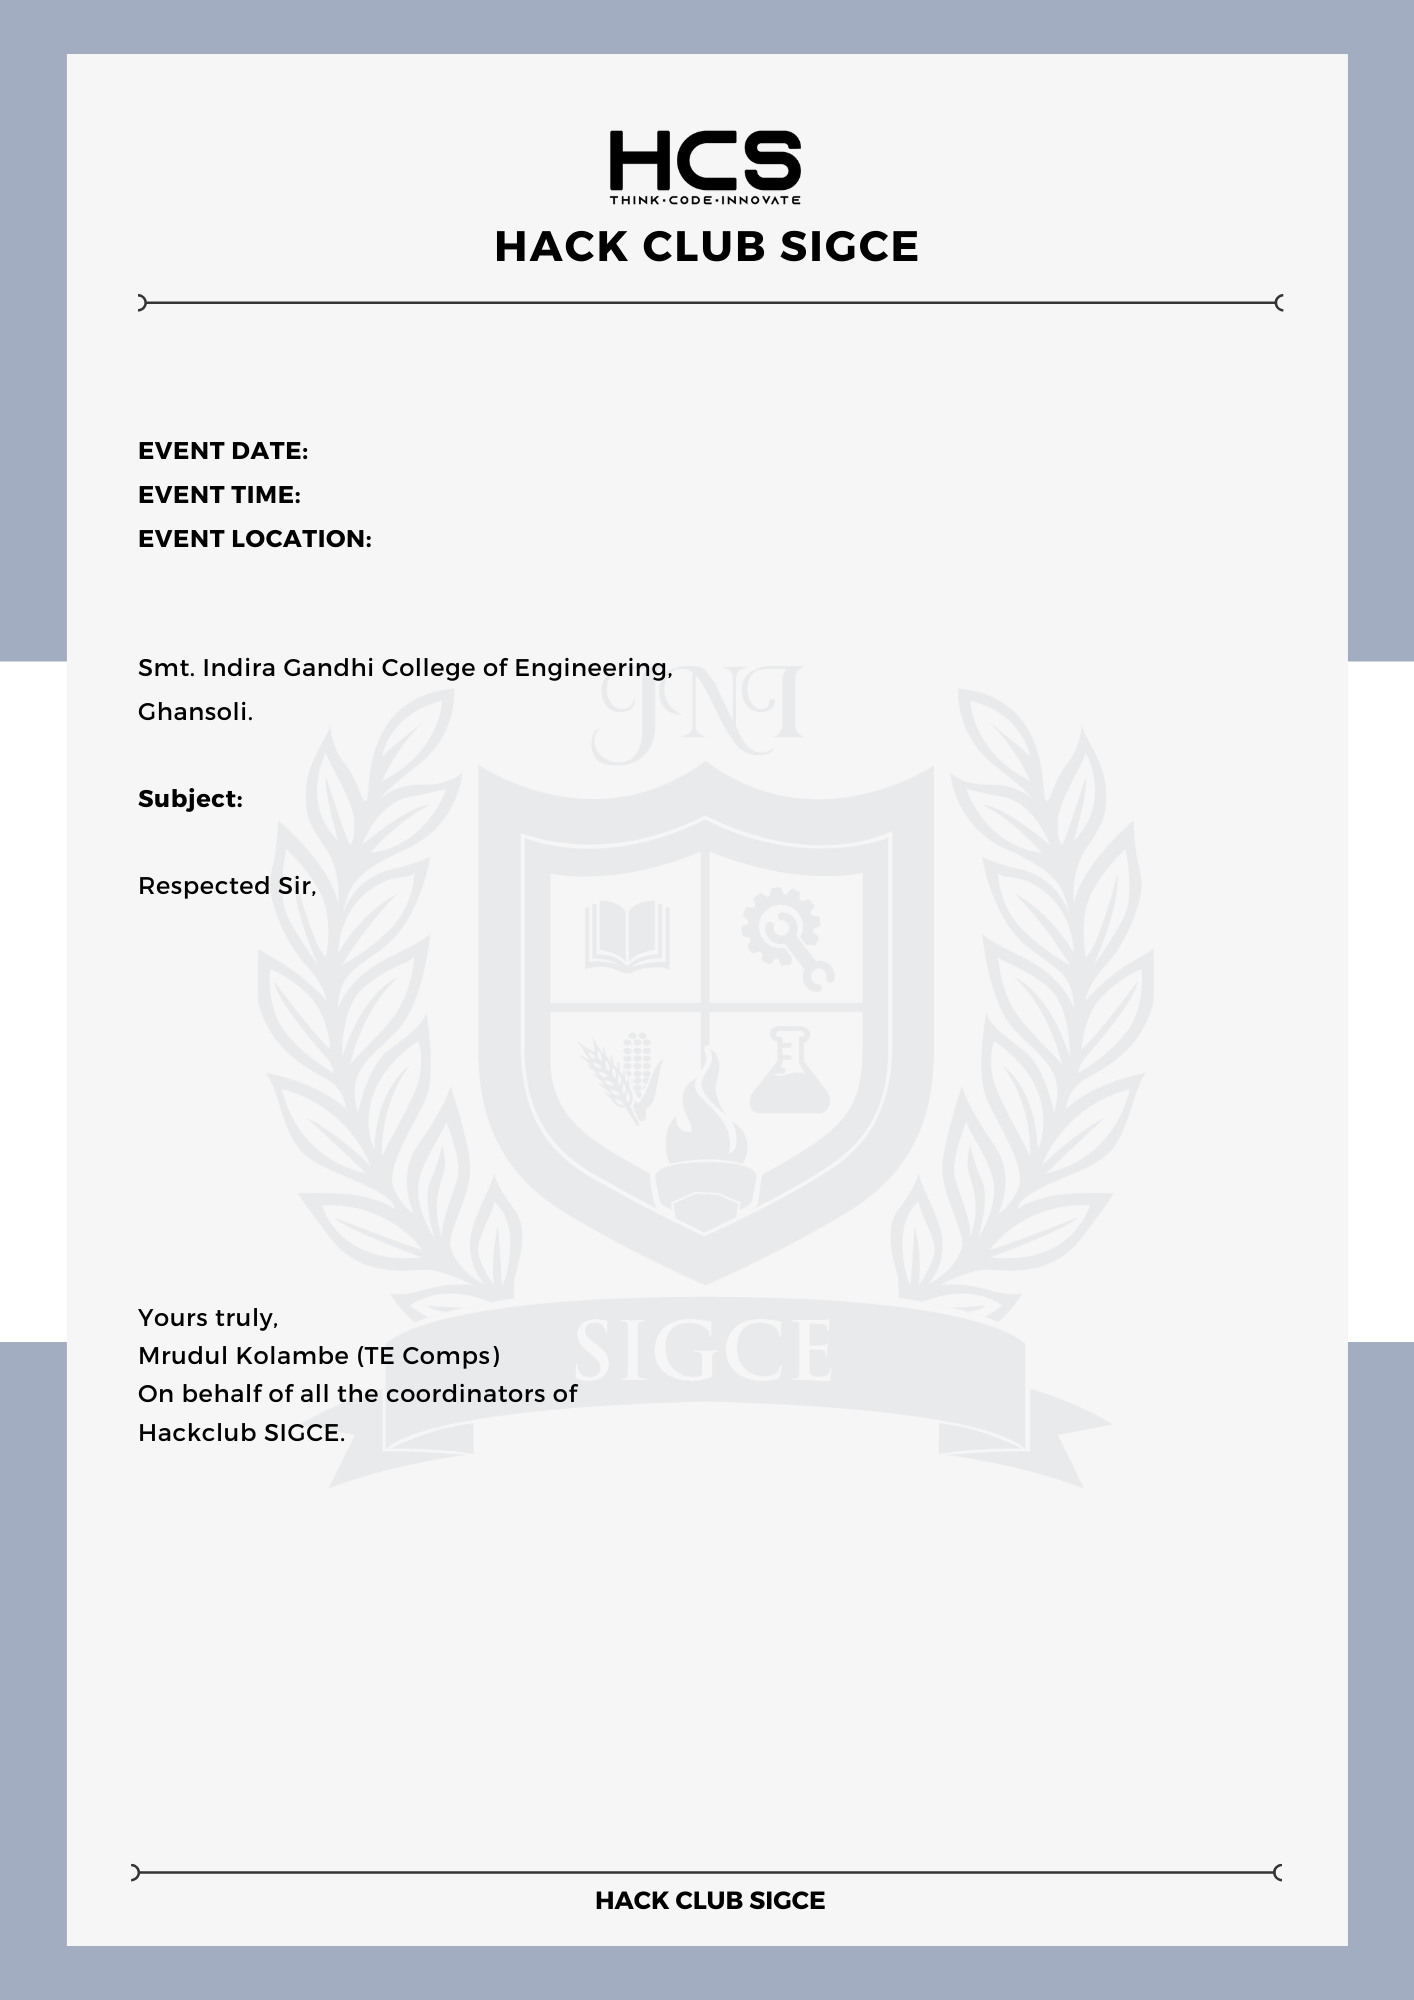 HCS
THINK•CODE•INNOVATE
HACK CLUB SIGCE
EVENT DATE:
EVENT TIME:
EVENT LOCATION:
Smt. Indira Gandhi College of Engineering,
JNI
Ghansoli.
Subject:
Respected Sir,
Yours truly,
SIGCE
Mrudul Kolambe (TE Comps)
On behalf of all the coordinators of
Hackclub SIGCE.
HACK CLUB SIGCE